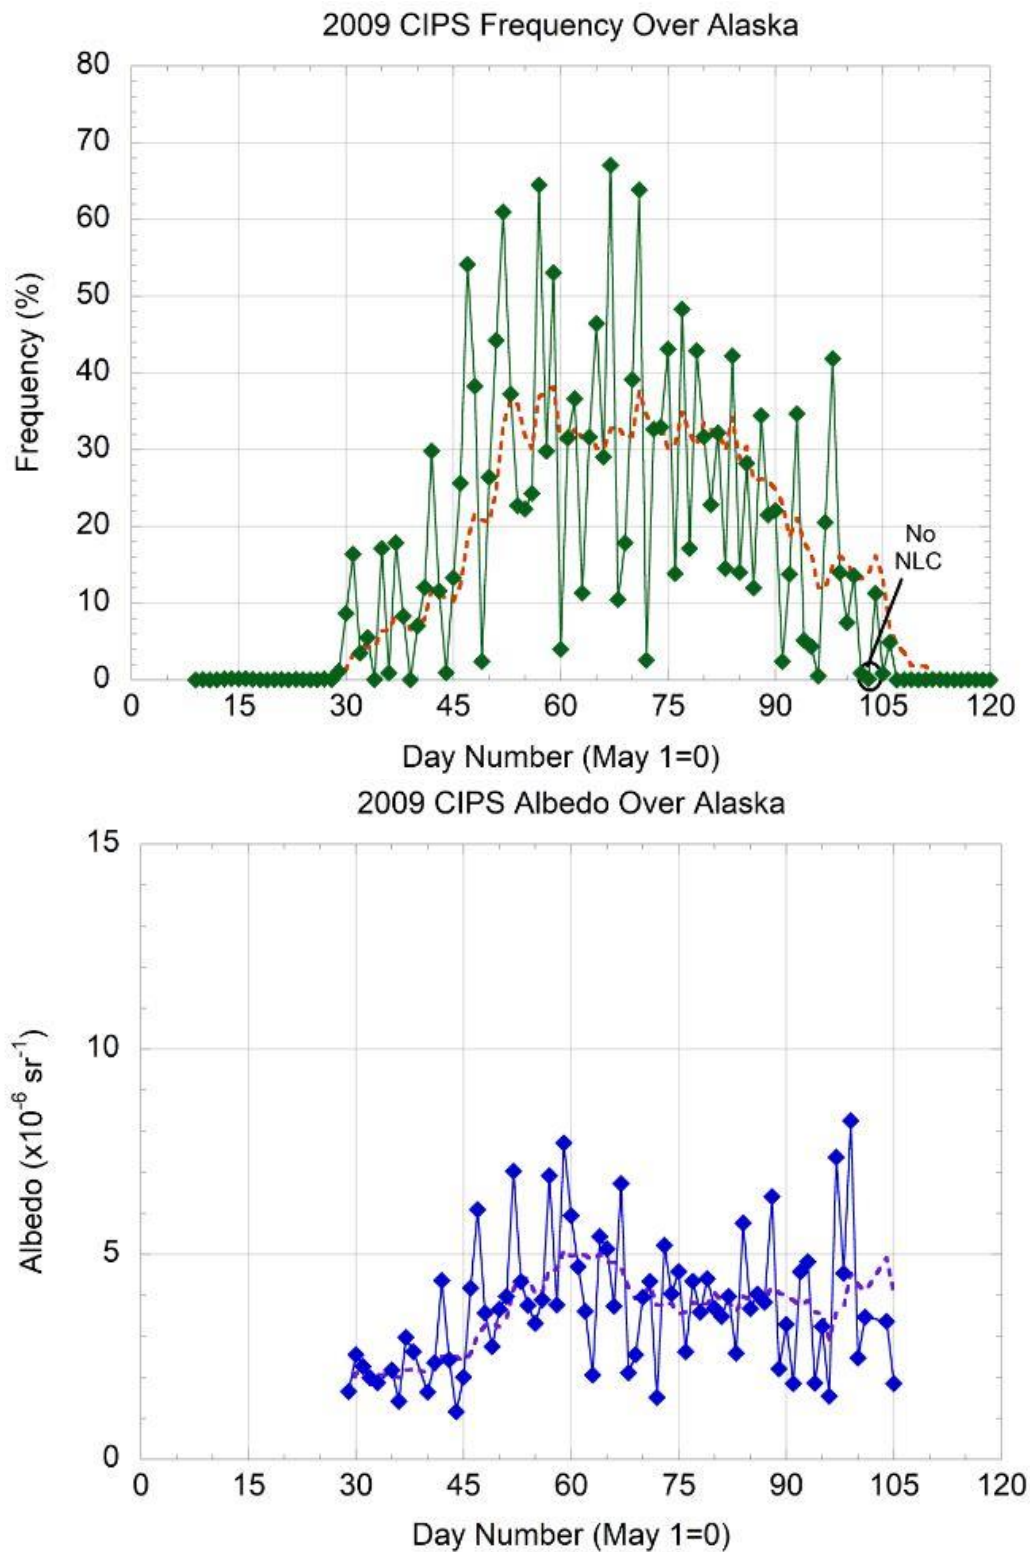 2009 CIPS Frequency Over Alaska
80
70
60
50
40
30
20
10
0
Frequency (%)
No
NLC
0 15 30 45 60 75 90 105 120
Day Number (May 1=0)
2009 CIPS Albedo Over Alaska
15
10
5
0
Albedo (x10⁻⁶ sr⁻¹)
0 15 30 45 60 75 90 105 120
Day Number (May 1=0)